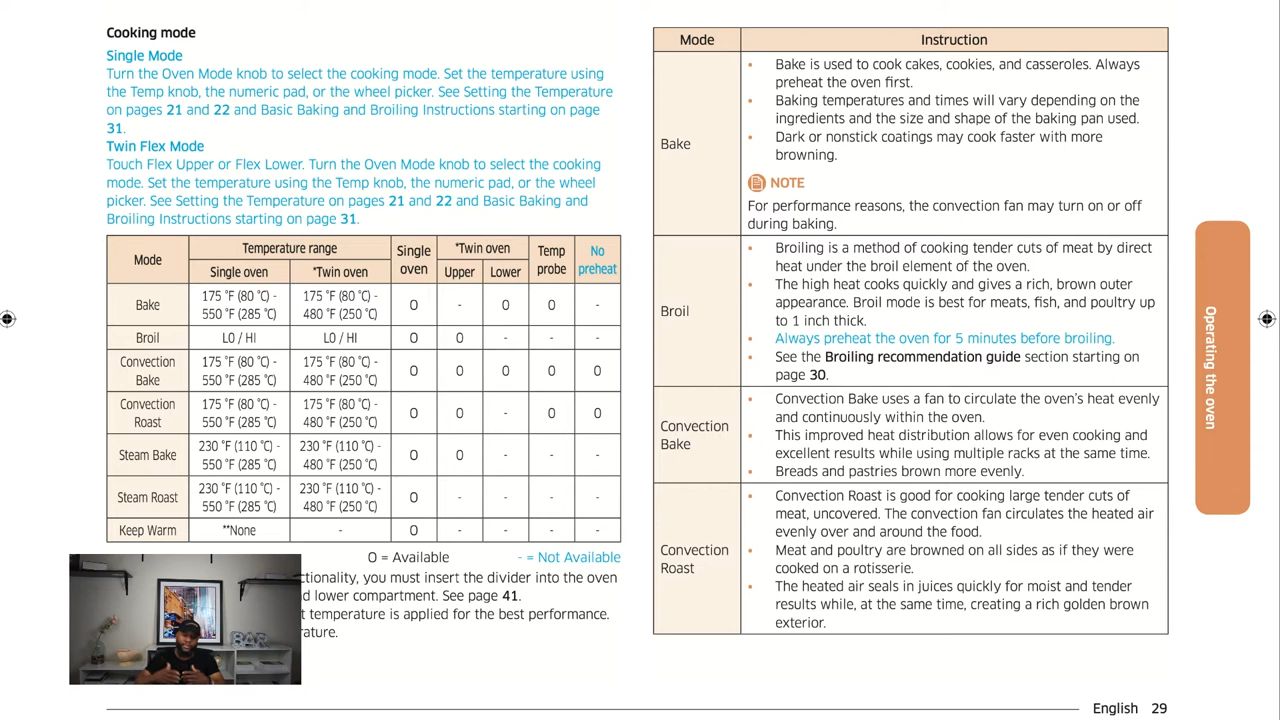 Cooking mode
Single Mode
Turn the Oven Mode knob to select the cooking mode. Set the temperature using
the Temp knob, the numeric pad, or the wheel picker. See Setting the Temperature
on pages 21 and 22 and Basic Baking and Broiling Instructions starting on page
31.
Twin Flex Mode
Touch Flex Upper or Flex Lower. Turn the Oven Mode knob to select the cooking
mode. Set the temperature using the Temp knob, the numeric pad, or the wheel
picker. See Setting the Temperature on pages 21 and 22 and Basic Baking and
Broiling Instructions starting on page 31.
Mode Temperature range Single oven *Twin oven Temp probe No preheat
Single oven *Twin oven Upper Lower
Bake 175 °F (80 °C) - 550 °F (285 °C) 175 °F (80 °C) - 480 °F (250 °C) O - O O -
Broil LO / HI LO / HI O O - - -
Convection Bake 175 °F (80 °C) - 550 °F (285 °C) 175 °F (80 °C) - 480 °F (250 °C) O O O O O
Convection Roast 175 °F (80 °C) - 550 °F (285 °C) 175 °F (80 °C) - 480 °F (250 °C) O O - O O
Steam Bake 230 °F (110 °C) - 550 °F (285 °C) 230 °F (110 °C) - 480 °F (250 °C) O O - - -
Steam Roast 230 °F (110 °C) - 550 °F (285 °C) 230 °F (110 °C) - 480 °F (250 °C) O - - - -
Keep Warm **None - O - - - -
O = Available - = Not Available
ctionality, you must insert the divider into the oven
d lower compartment. See page 41.
t temperature is applied for the best performance.
rature.
BAR
Mode Instruction
Bake
• Bake is used to cook cakes, cookies, and casseroles. Always
preheat the oven first.
• Baking temperatures and times will vary depending on the
ingredients and the size and shape of the baking pan used.
• Dark or nonstick coatings may cook faster with more
browning.
NOTE
For performance reasons, the convection fan may turn on or off
during baking.
Broil
• Broiling is a method of cooking tender cuts of meat by direct
heat under the broil element of the oven.
• The high heat cooks quickly and gives a rich, brown outer
appearance. Broil mode is best for meats, fish, and poultry up
to 1 inch thick.
• Always preheat the oven for 5 minutes before broiling.
• See the Broiling recommendation guide section starting on
page 30.
Convection
Bake
• Convection Bake uses a fan to circulate the oven's heat evenly
and continuously within the oven.
• This improved heat distribution allows for even cooking and
excellent results while using multiple racks at the same time.
• Breads and pastries brown more evenly.
Convection
Roast
• Convection Roast is good for cooking large tender cuts of
meat, uncovered. The convection fan circulates the heated air
evenly over and around the food.
• Meat and poultry are browned on all sides as if they were
cooked on a rotisserie.
• The heated air seals in juices quickly for moist and tender
results while, at the same time, creating a rich golden brown
exterior.
Operating the oven
English 29